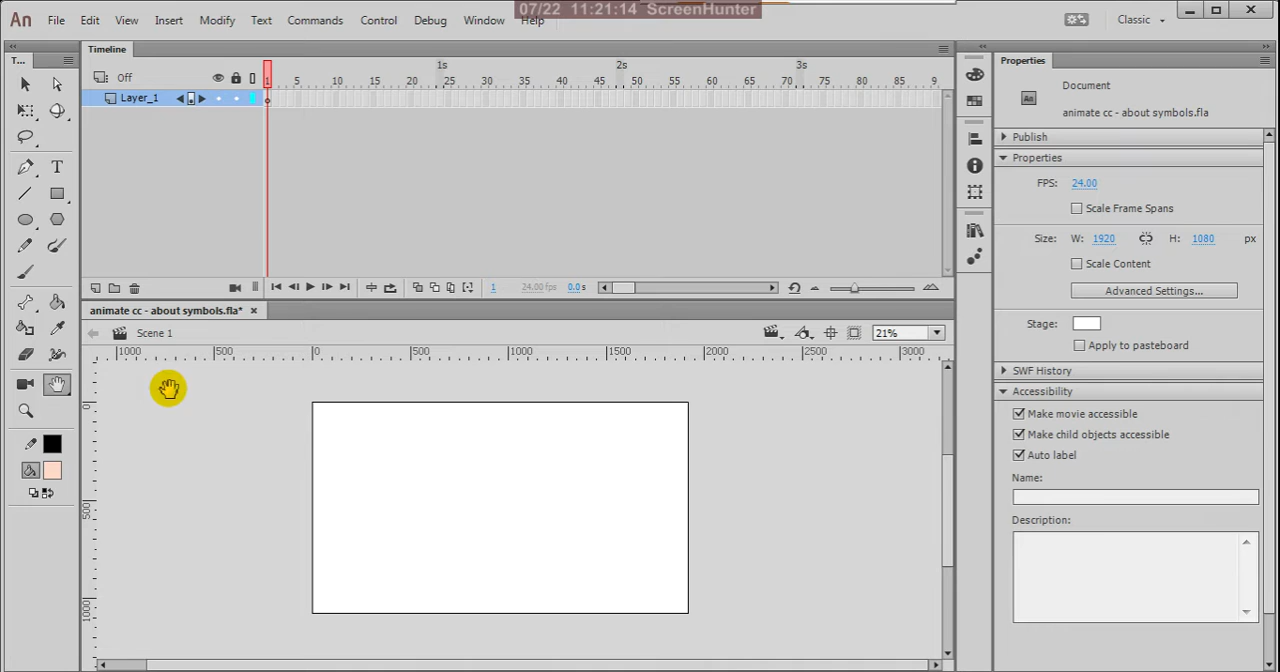 07/22 11:21:14 ScreenHunter
An File Edit View Insert Modify Text Commands Control Debug Window Help Classic
T...
Timeline
Off
1s 2s 3s
1 5 10 15 20 25 30 35 40 45 50 55 60 65 70 75 80 85 9
Layer_1
1 24.00fps 0.0s
animate cc - about symbols.fla* x
Scene 1
21%
1000 500 0 500 1000 1500 2000 2500 3000
0
500
1000
Properties
Document
An
animate cc - about symbols.fla
Publish
Properties
FPS: 24.00
Scale Frame Spans
Size: W: 1920 H: 1080 px
Scale Content
Advanced Settings...
Stage:
Apply to pasteboard
SWF History
Accessibility
Make movie accessible
Make child objects accessible
Auto label
Name:
Description: